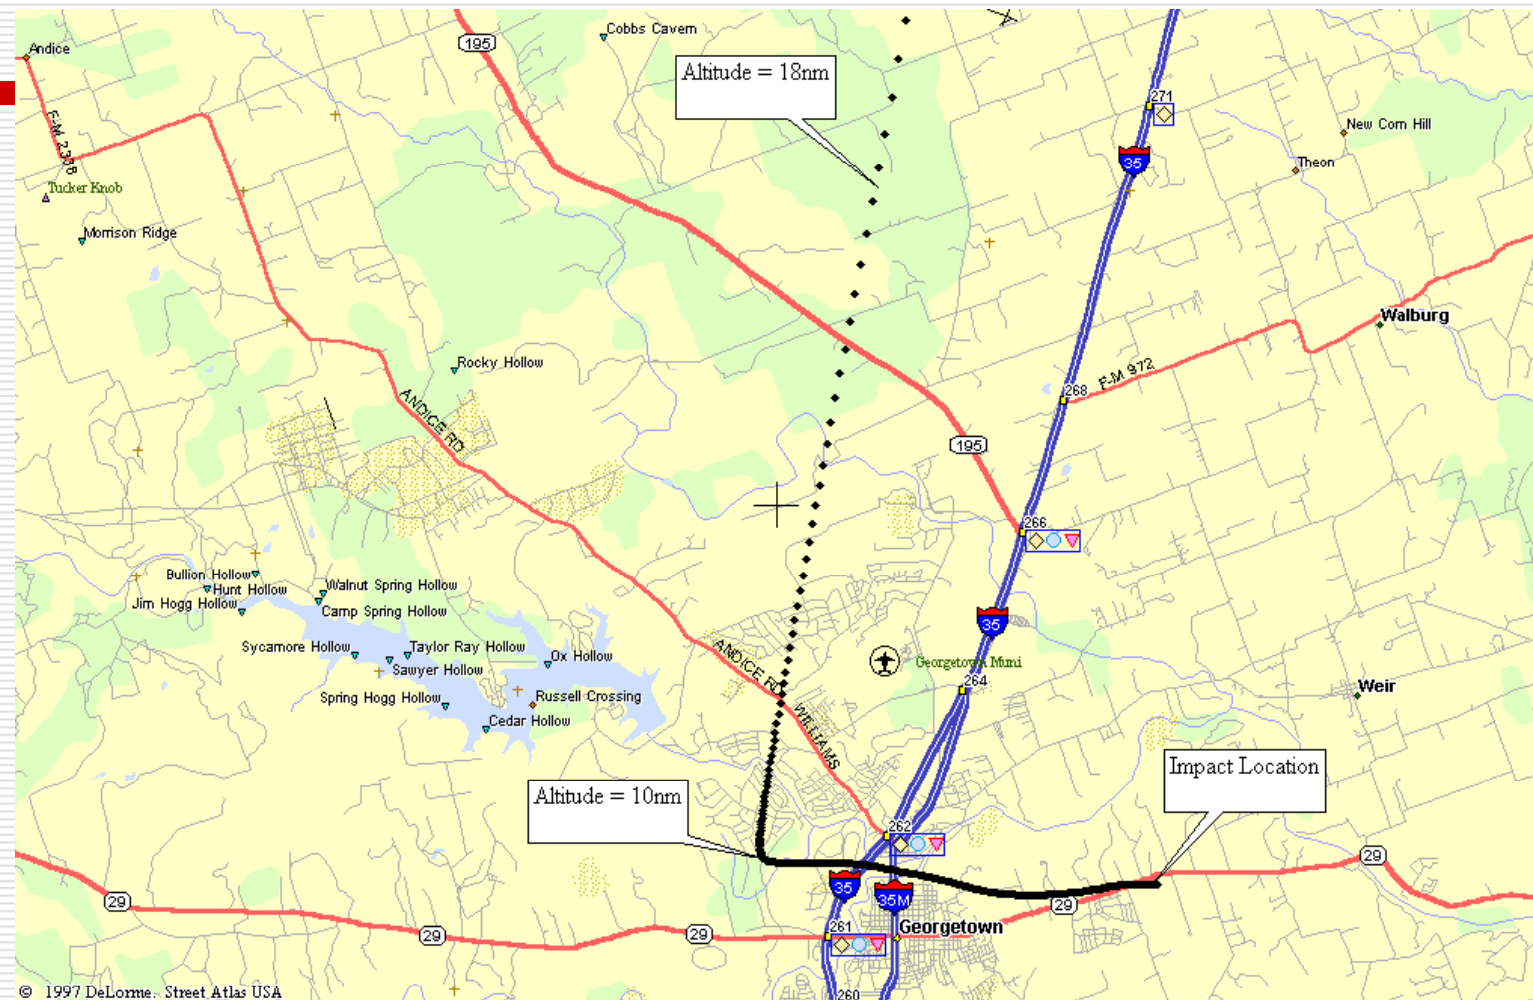 Andice
195
Cobbs Cavern
Altitude = 18nm
271
New Corn Hill
F-M 2338
35
Theon
Tucker Knob
Morrison Ridge
Walburg
Rocky Hollow
F-M 972
268
ANDICE RD
195
266
Bullion Hollow
Hunt Hollow
Walnut Spring Hollow
Jim Hogg Hollow
Camp Spring Hollow
35
Sycamore Hollow
Taylor Ray Hollow
Ox Hollow
ANDICE RD
Georgetown Muni
Sawyer Hollow
264
Weir
Spring Hogg Hollow
Russell Crossing
Cedar Hollow
WILLIAMS
Impact Location
Altitude = 10nm
262
29
35
35M
29
29
29
29
261
Georgetown
260
© 1997 DeLorme. Street Atlas USA